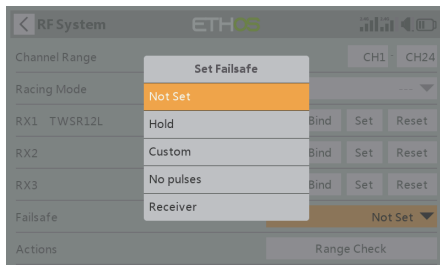 RF System
ETHOS
Channel Range
CH1 - CH24
Set Failsafe
Racing Mode
---
Not Set
Hold
RX1 TWSR12L
Bind
Set
Reset
Custom
RX2
Bind
Set
Reset
No pulses
RX3
Bind
Set
Reset
Receiver
Failsafe
Not Set
Actions
Range Check